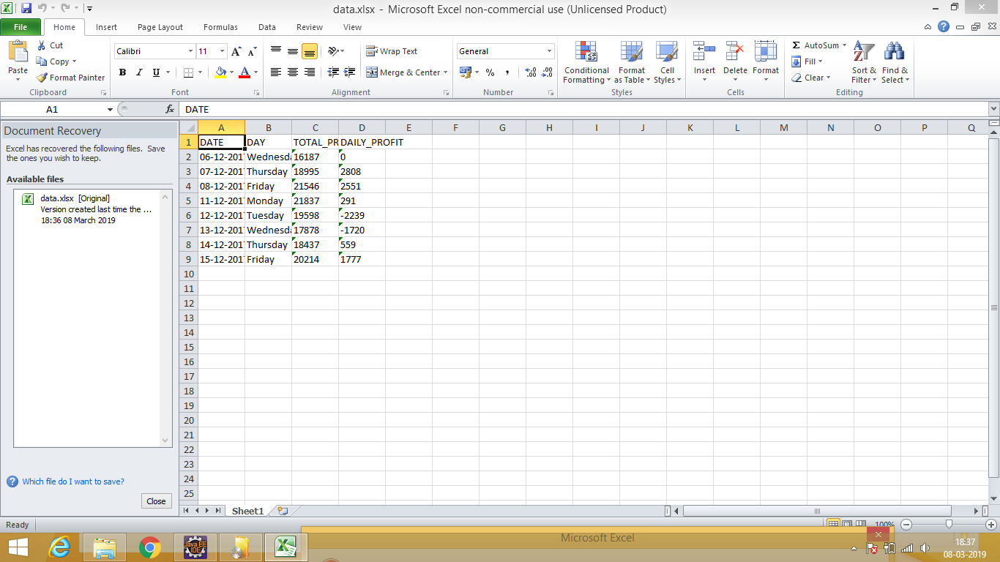 data.xlsx - Microsoft Excel non-commercial use (Unlicensed Product)
File Home Insert Page Layout Formulas Data Review View
Paste
Cut
Copy
Format Painter
Clipboard
Calibri 11
B I U
Font
Wrap Text
Merge & Center
Alignment
General
% ,
Number
Conditional Formatting
Format as Table
Cell Styles
Styles
Insert Delete Format
Cells
AutoSum
Fill
Clear
Sort & Filter
Find & Select
Editing
A1 fx DATE
Document Recovery
Excel has recovered the following files. Save
the ones you wish to keep.
Available files
data.xlsx [Original]
Version created last time the ...
18:36 08 March 2019
Which file do I want to save?
Close
A B C D E F G H I J K L M N O P Q
1 DATE DAY TOTAL_PR DAILY_PROFIT
2 06-12-201 Wednesda 16187 0
3 07-12-201 Thursday 18995 2808
4 08-12-201 Friday 21546 2551
5 11-12-201 Monday 21837 291
6 12-12-201 Tuesday 19598 -2239
7 13-12-201 Wednesda 17878 -1720
8 14-12-201 Thursday 18437 559
9 15-12-201 Friday 20214 1777
10
11
12
13
14
15
16
17
18
19
20
21
22
23
24
25
Sheet1
Ready 100%
Microsoft Excel
Java EE
IDE
18:37
08-03-2019